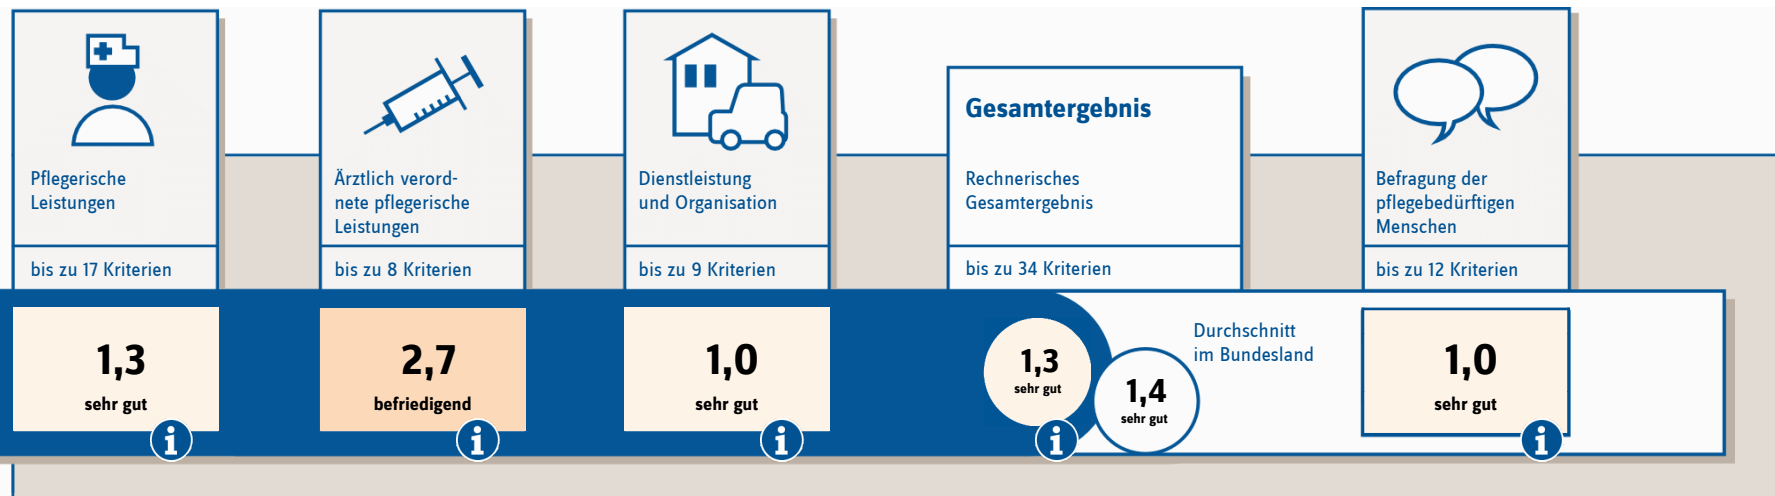 Pflegerische
Leistungen
bis zu 17 Kriterien
1,3
sehr gut
i
Ärztlich verord-
nete pflegerische
Leistungen
bis zu 8 Kriterien
2,7
befriedigend
i
Dienstleistung
und Organisation
bis zu 9 Kriterien
1,0
sehr gut
i
Gesamtergebnis
Rechnerisches
Gesamtergebnis
bis zu 34 Kriterien
1,3
sehr gut
i
1,4
sehr gut
Durchschnitt
im Bundesland
Befragung der
pflegebedürftigen
Menschen
bis zu 12 Kriterien
1,0
sehr gut
i